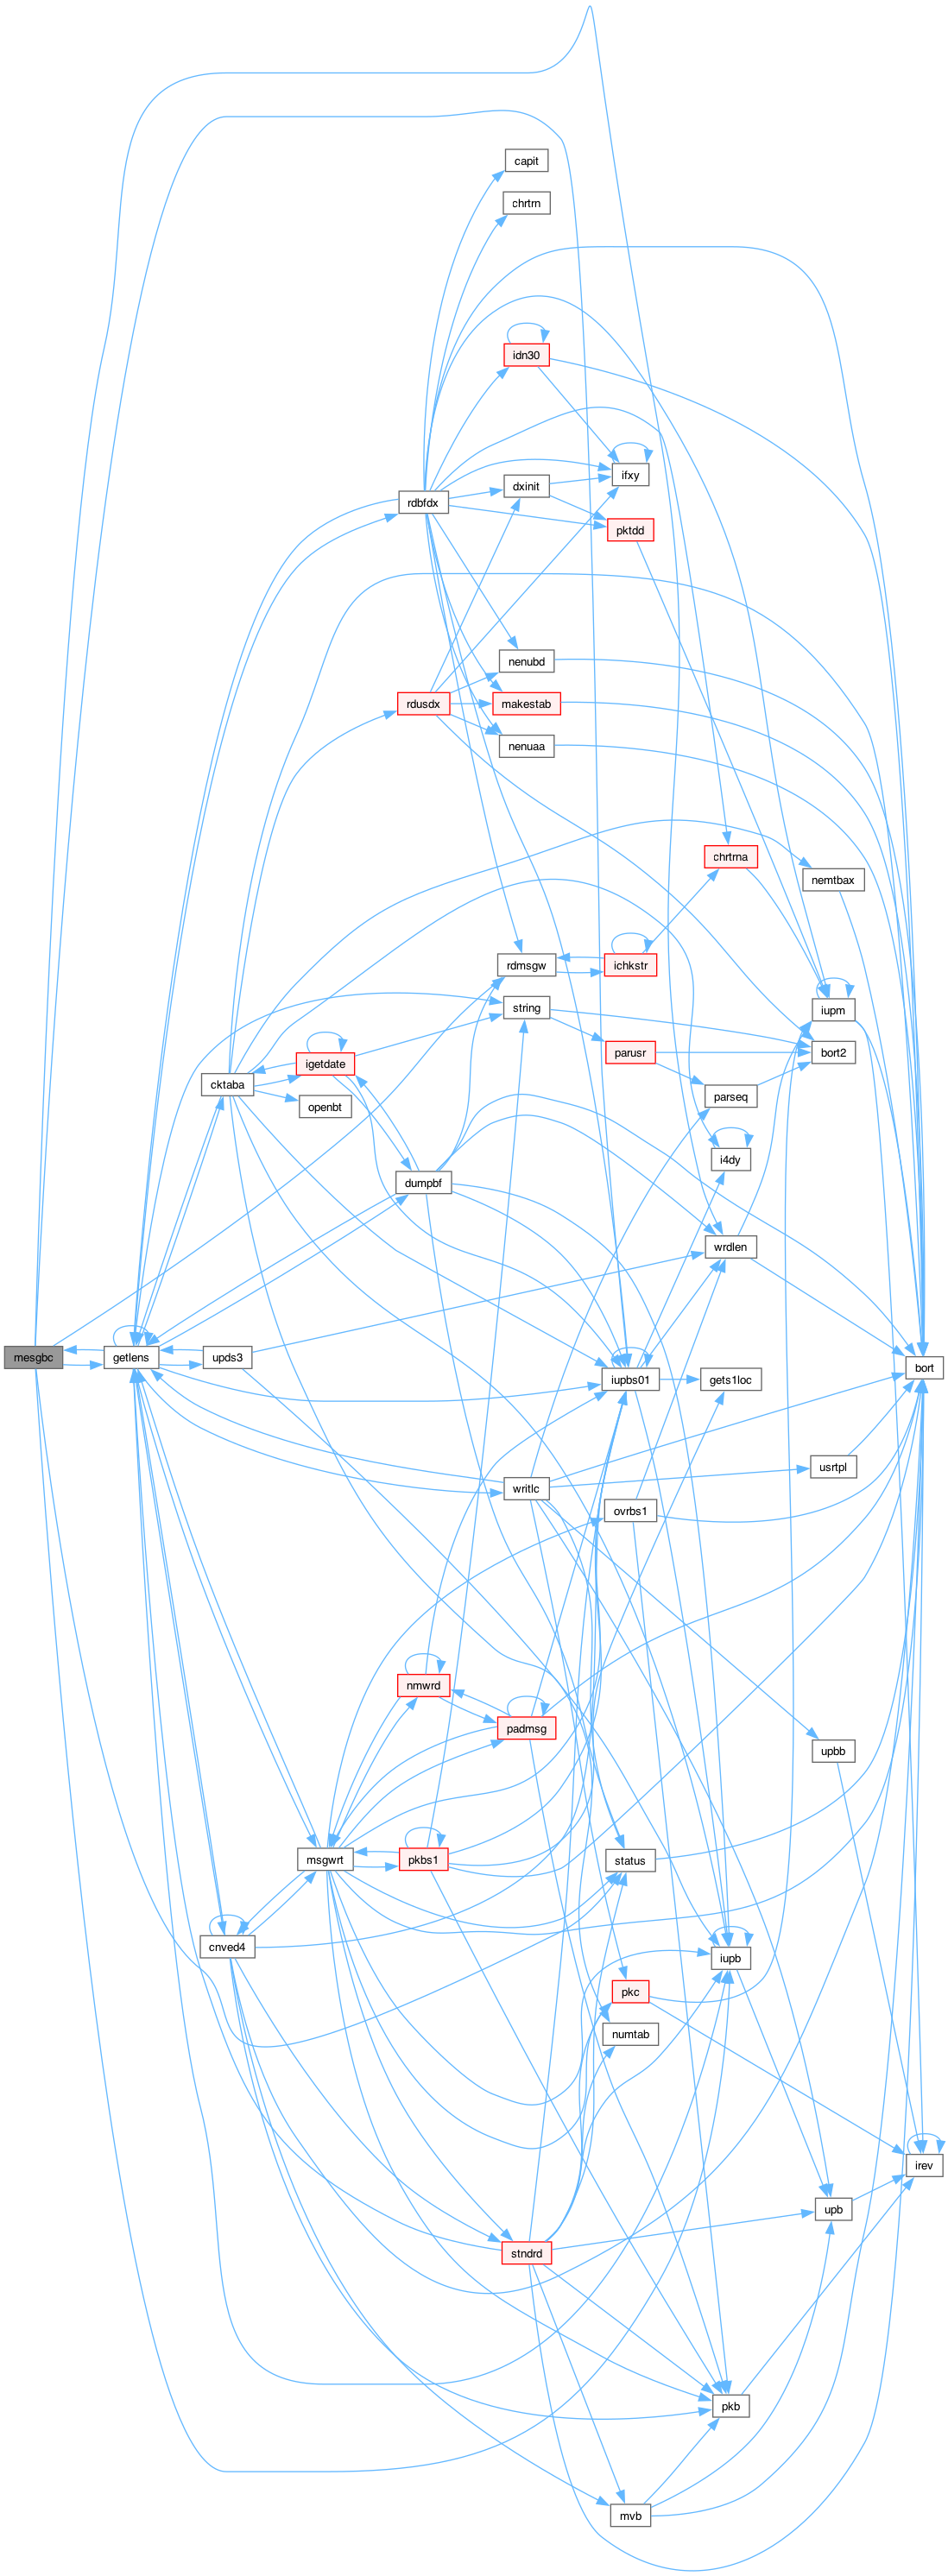 capit
chrtrn
idn30
ifxy
dxinit
rdbfdx
pktdd
nenubd
rdusdx
makestab
nenuaa
chrtrna
nemtbax
rdmsgw
ichkstr
string
iupm
igetdate
parusr
bort2
cktaba
openbt
parseq
i4dy
dumpbf
wrdlen
mesgbc
getlens
upds3
bort
iupbs01
gets1loc
usrtpl
writlc
ovrbs1
nmwrd
padmsg
upbb
msgwrt
pkbs1
status
cnved4
iupb
pkc
numtab
irev
upb
stndrd
pkb
mvb